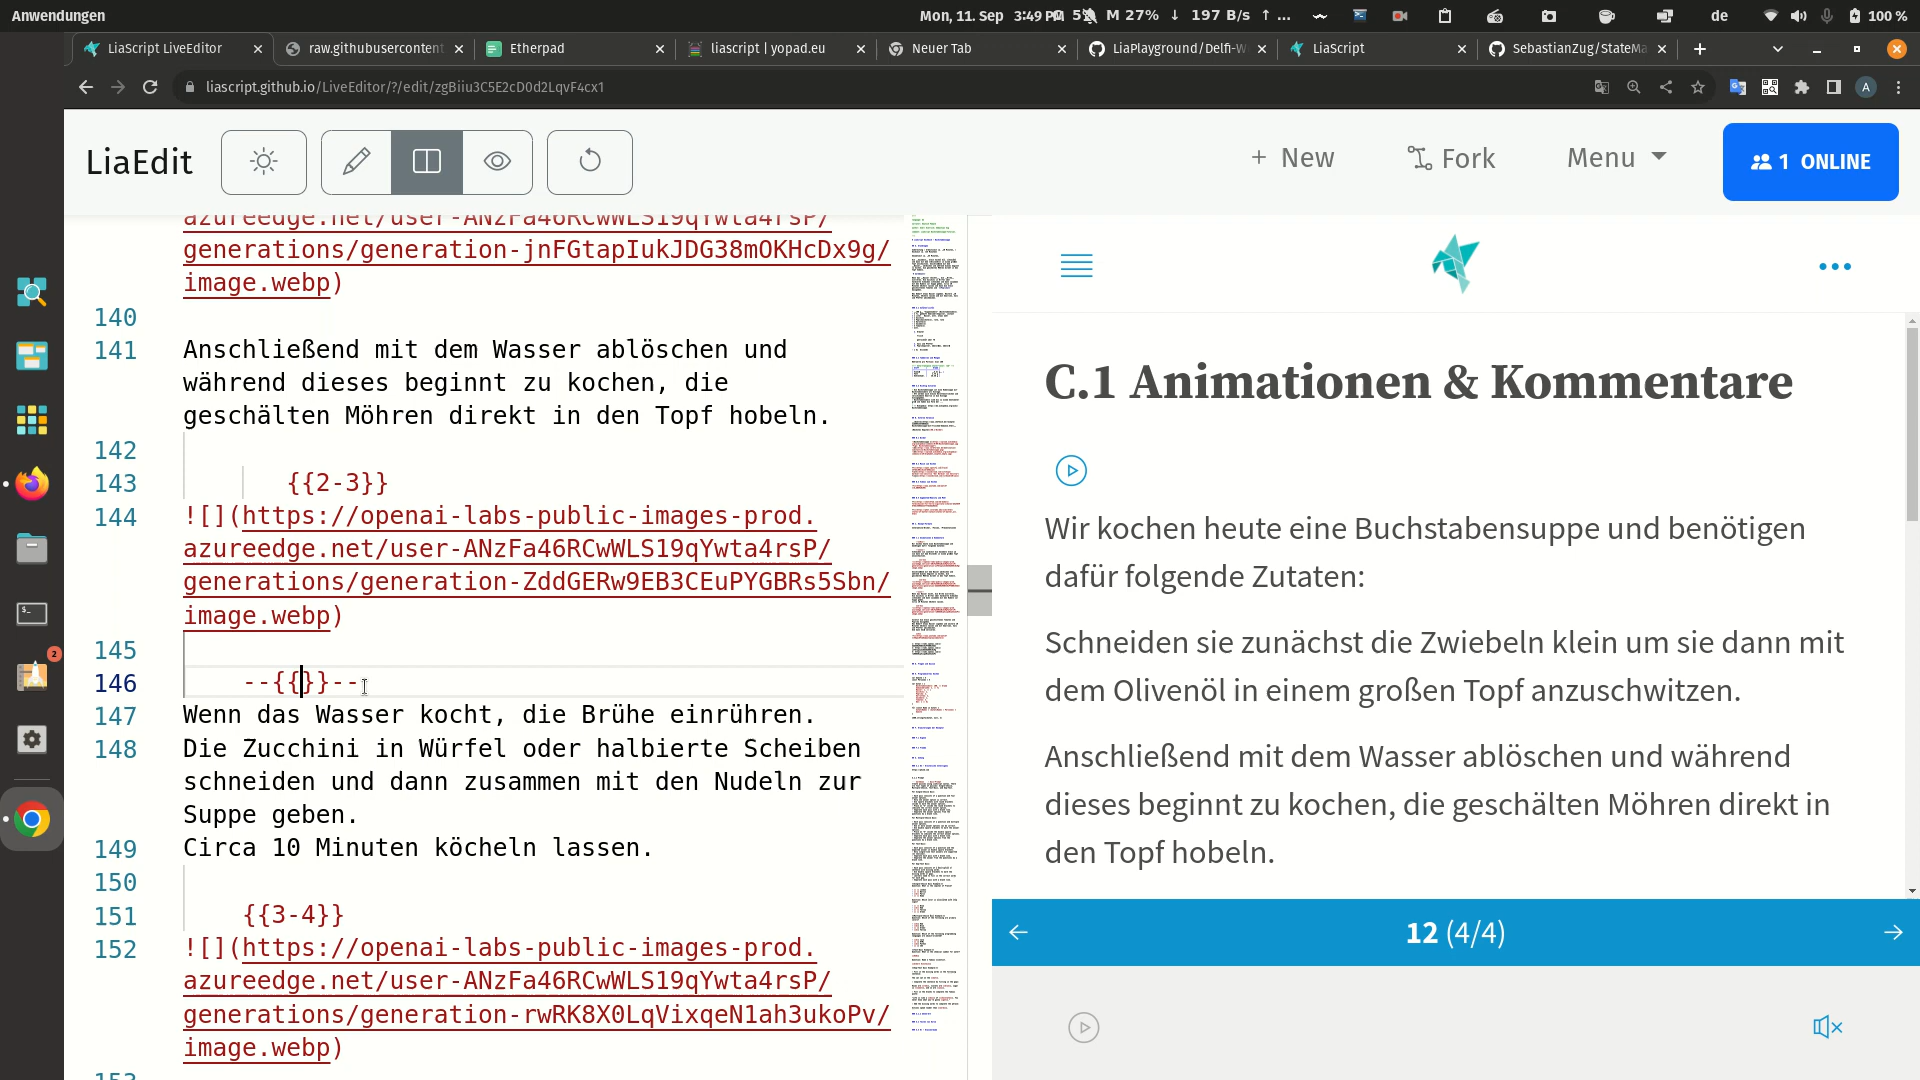 Anwendungen
Mon, 11. Sep 3:49 PM
M 27% ↓ 197 B/s ↑ ...
de
100 %
LiaScript LiveEditor
raw.githubusercontent
Etherpad
liascript | yopad.eu
Neuer Tab
LiaPlayground/Delfi-W
LiaScript
SebastianZug/StateMa
liascript.github.io/LiveEditor/?/edit/zgBiiu3C5E2cD0d2LqvF4cx1
A
LiaEdit
+ New
Fork
Menu
1 ONLINE
azureedge.net/user-ANzFa46RCwWLS19qYwta4rsP/
generations/generation-jnFGtapIukJDG38mOKHcDx9g/
image.webp)
140
141 Anschließend mit dem Wasser ablöschen und
während dieses beginnt zu kochen, die
geschälten Möhren direkt in den Topf hobeln.
142
143 {{2-3}}
144 ![](https://openai-labs-public-images-prod.
azureedge.net/user-ANzFa46RCwWLS19qYwta4rsP/
generations/generation-ZddGERw9EB3CEuPYGBRs5Sbn/
image.webp)
145
146 --{{}}--
147 Wenn das Wasser kocht, die Brühe einrühren.
148 Die Zucchini in Würfel oder halbierte Scheiben
schneiden und dann zusammen mit den Nudeln zur
Suppe geben.
149 Circa 10 Minuten köcheln lassen.
150
151 {{3-4}}
152 ![](https://openai-labs-public-images-prod.
azureedge.net/user-ANzFa46RCwWLS19qYwta4rsP/
generations/generation-rwRK8X0LqVixqeN1ah3ukoPv/
image.webp)
153
C.1 Animationen & Kommentare
Wir kochen heute eine Buchstabensuppe und benötigen
dafür folgende Zutaten:
Schneiden sie zunächst die Zwiebeln klein um sie dann mit
dem Olivenöl in einem großen Topf anzuschwitzen.
Anschließend mit dem Wasser ablöschen und während
dieses beginnt zu kochen, die geschälten Möhren direkt in
den Topf hobeln.
12 (4/4)
2